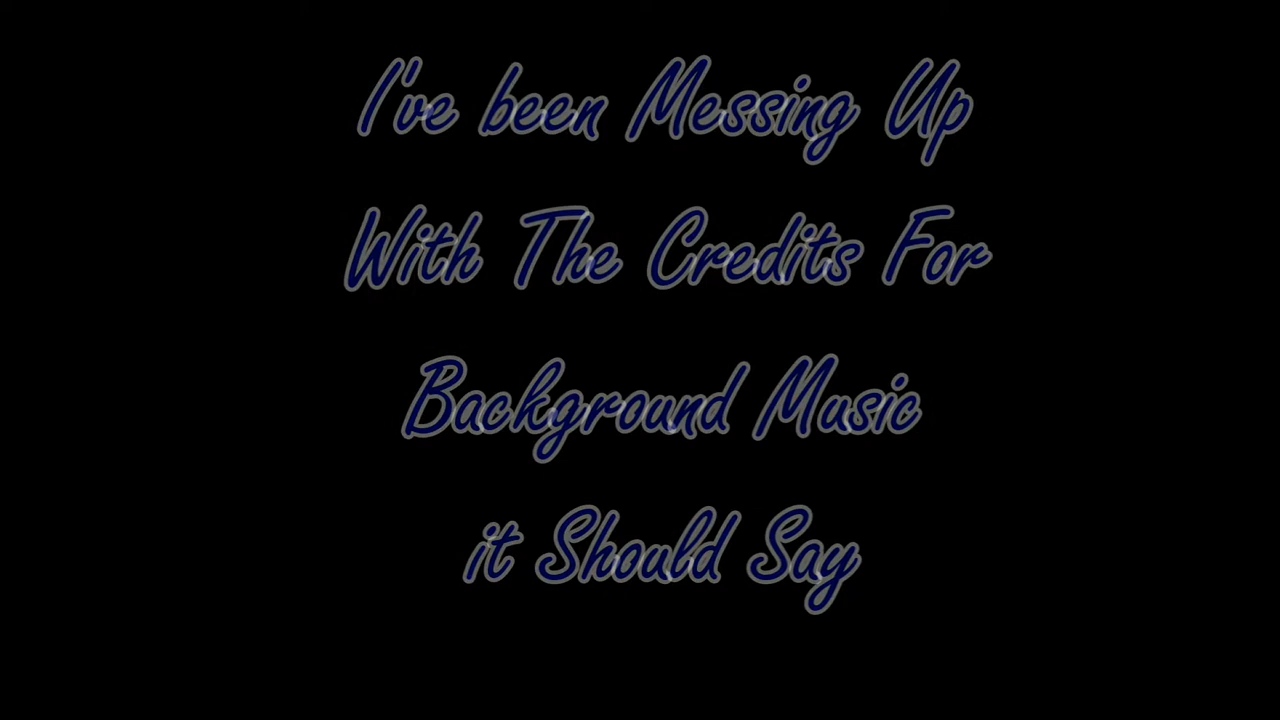 I've been Messing Up
With The Credits For
Background Music
it Should Say